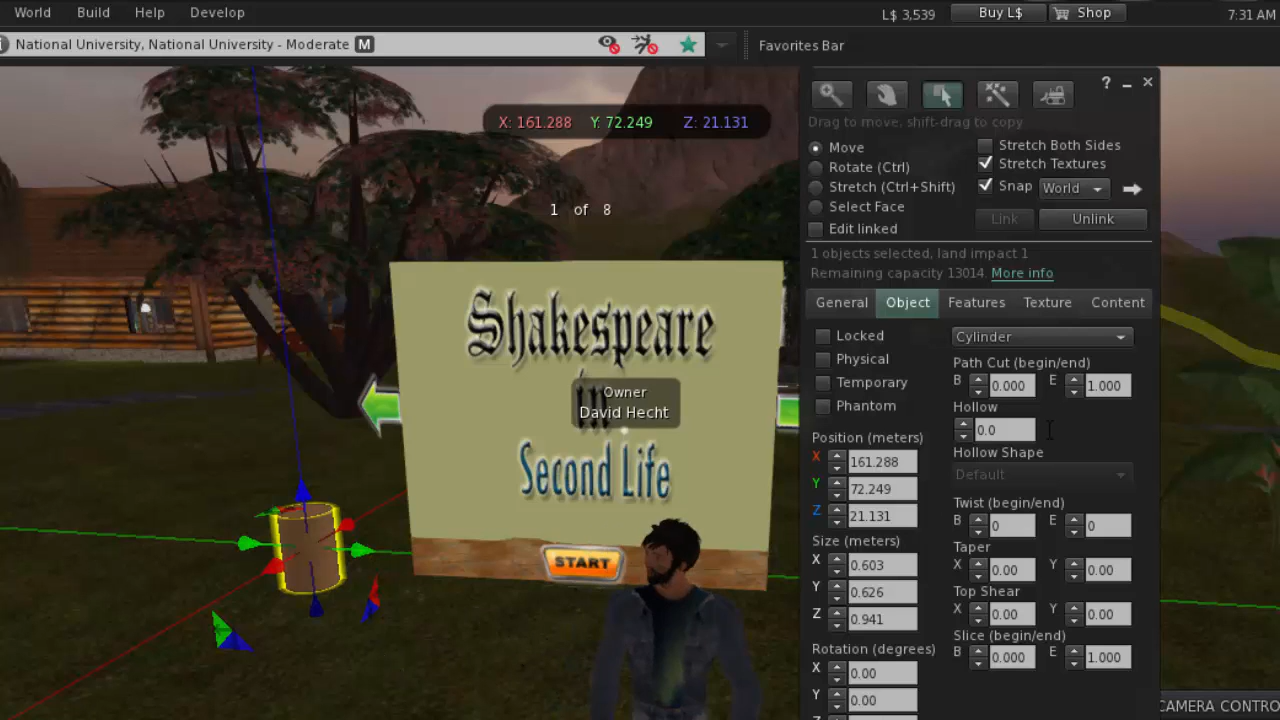 World Build Help Develop L$ 3,539 Buy L$ Shop 7:31 AM
National University, National University - Moderate M Favorites Bar
X: 161.288 Y: 72.249 Z: 21.131
1 of 8
Shakespeare
in
Second Life
Owner
David Hecht
START
?
Drag to move, shift-drag to copy
Move Stretch Both Sides
Rotate (Ctrl) Stretch Textures
Stretch (Ctrl+Shift) Snap World
Select Face Link Unlink
Edit linked
1 objects selected, land impact 1
Remaining capacity 13014. More info
General Object Features Texture Content
Locked
Physical
Temporary
Phantom
Position (meters)
X 161.288
Y 72.249
Z 21.131
Size (meters)
X 0.603
Y 0.626
Z 0.941
Rotation (degrees)
X 0.00
Y 0.00
Cylinder
Path Cut (begin/end)
B 0.000 E 1.000
Hollow
0.0
Hollow Shape
Default
Twist (begin/end)
B 0 E 0
Taper
X 0.00 Y 0.00
Top Shear
X 0.00 Y 0.00
Slice (begin/end)
B 0.000 E 1.000
CAMERA CONTRO